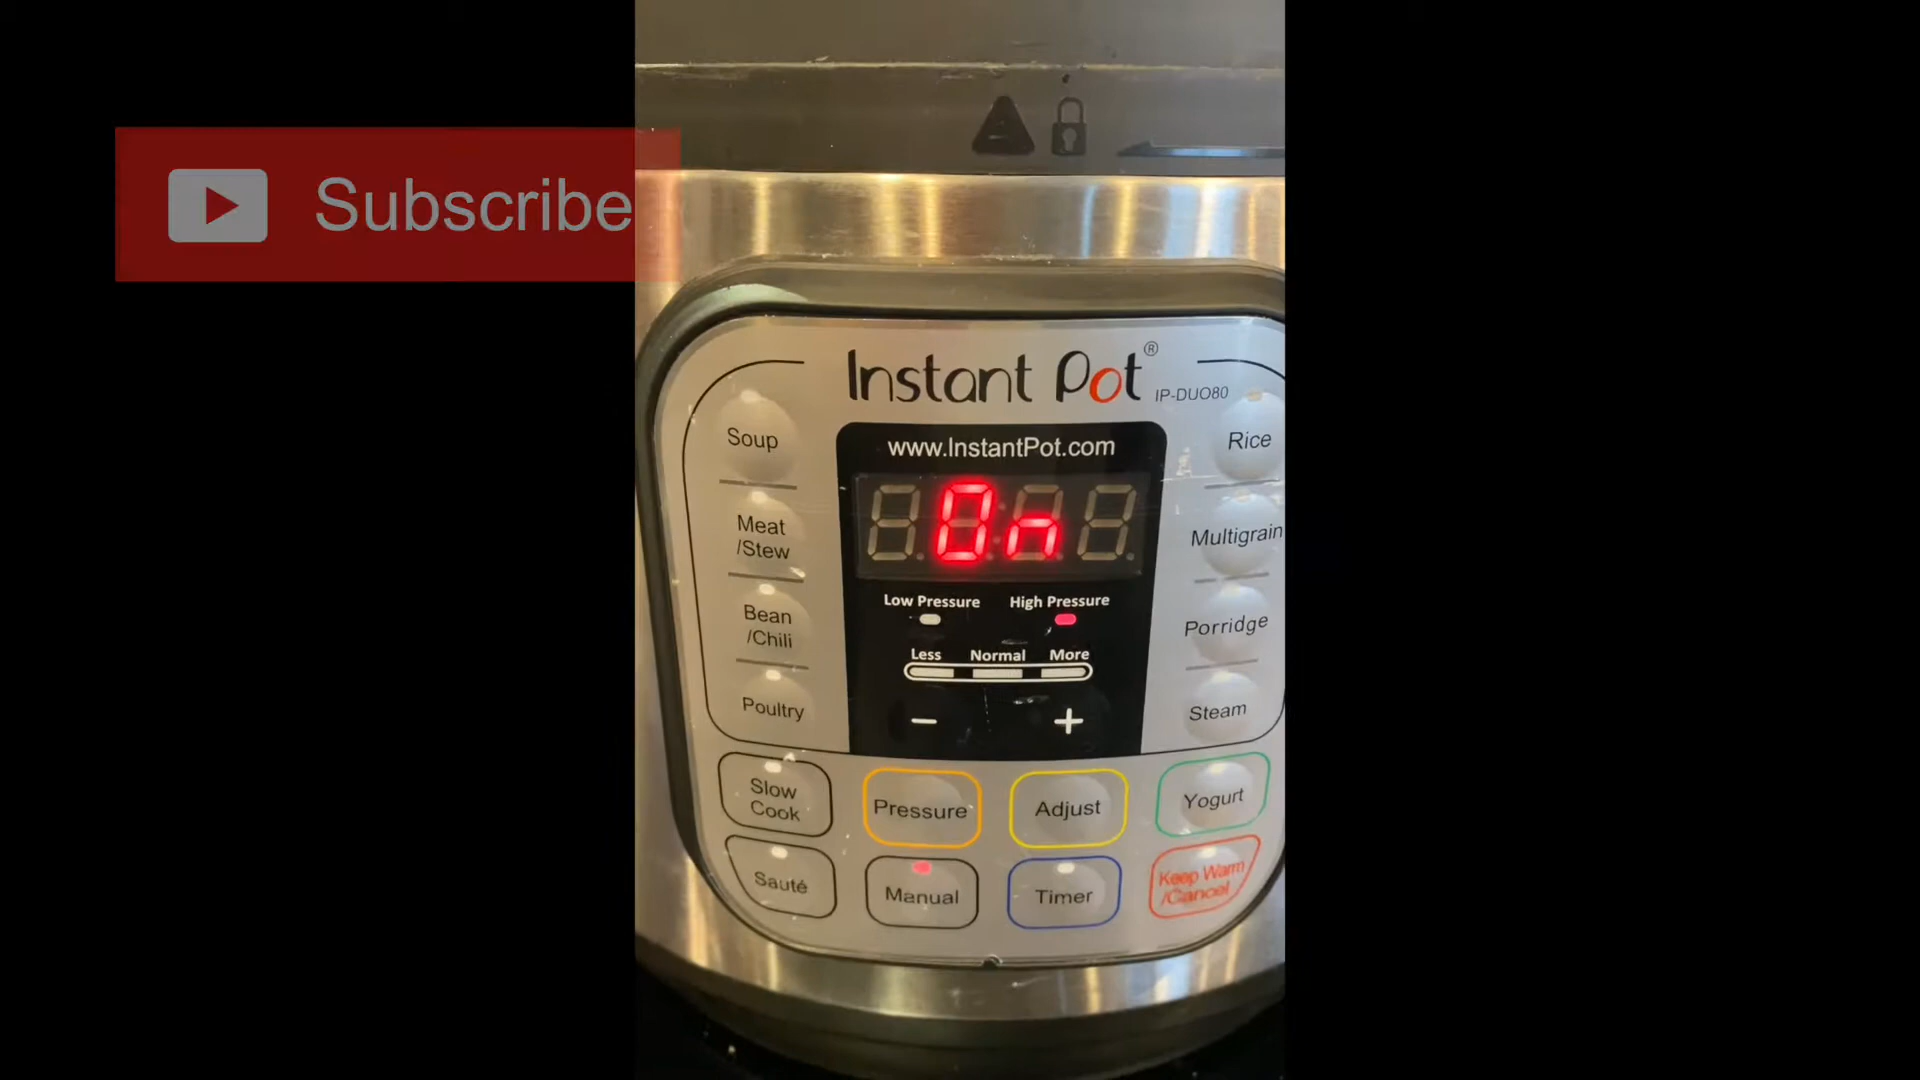 Subscribe
Instant Pot®
IP-DUO80
www.InstantPot.com
On
Low Pressure
High Pressure
Less
Normal
More
−
+
Soup
Meat
/Stew
Bean
/Chili
Poultry
Rice
Multigrain
Porridge
Steam
Slow
Cook
Pressure
Adjust
Yogurt
Sauté
Manual
Timer
Keep Warm
/Cancel